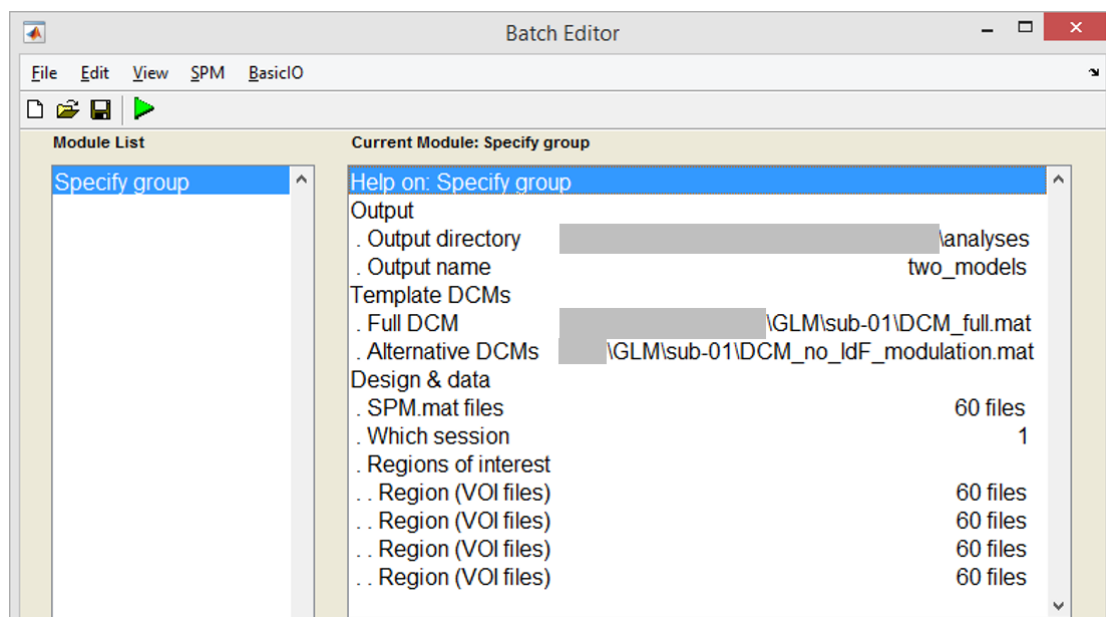 Batch Editor
File Edit View SPM BasicIO
Module List
Current Module: Specify group
Specify group
Help on: Specify group
Output
. Output directory \analyses
. Output name two_models
Template DCMs
. Full DCM \GLM\sub-01\DCM_full.mat
. Alternative DCMs \GLM\sub-01\DCM_no_ldF_modulation.mat
Design & data
. SPM.mat files 60 files
. Which session 1
. Regions of interest
. . Region (VOI files) 60 files
. . Region (VOI files) 60 files
. . Region (VOI files) 60 files
. . Region (VOI files) 60 files